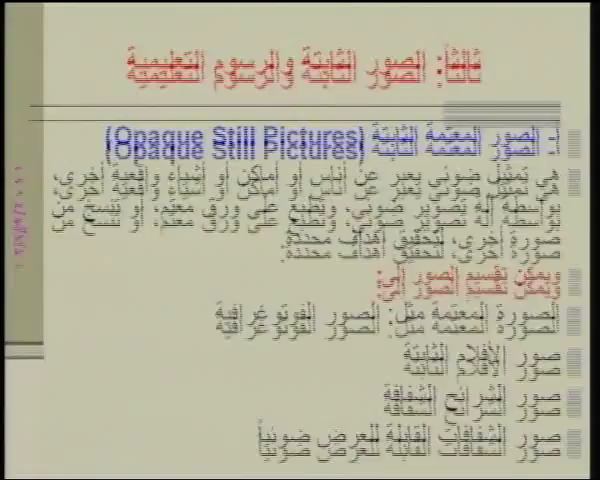 ثالثاً: الصور الثابتة والرسوم التعليمية
أ- الصور المعتمة الثابتة (Opaque Still Pictures)
هي تمثيل ضوئي يعبر عن أناس أو أماكن أو أشياء واقعية أخرى،
بواسطة آلة تصوير ضوئي، وتطبع على ورق معتم، أو تنسخ من
صورة أخرى، لتحقيق أهداف محددة.
ويمكن تقسيم الصور إلى:
الصورة المعتمة مثل: الصور الفوتوغرافية
صور الأفلام الثابتة
صور الشرائح الشفافة
صور الشفافات القابلة للعرض ضوئياً